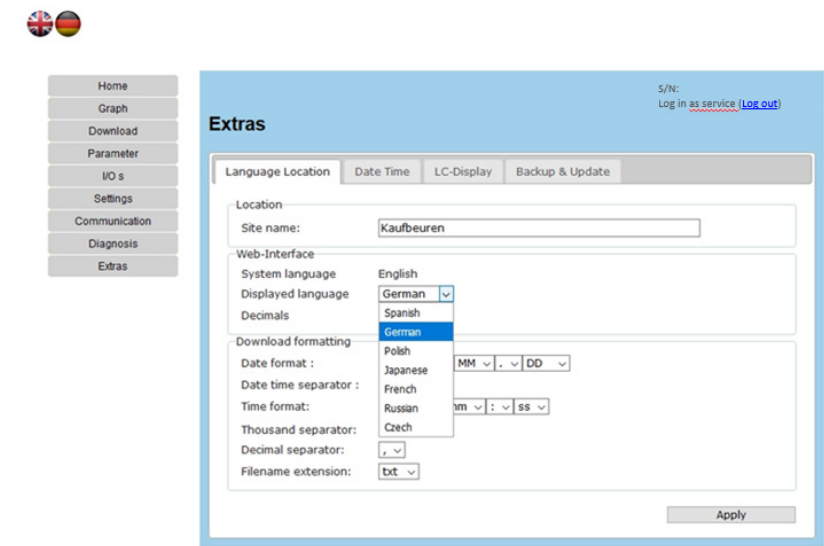 S/N:
Log in as service (Log out)
Home
Graph
Download
Parameter
I/O s
Settings
Communication
Diagnosis
Extras
Extras
Language Location Date Time LC-Display Backup & Update
Location
Site name: Kaufbeuren
Web-Interface
System language English
Displayed language German
Decimals
Spanish
German
Polish
Japanese
French
Russian
Czech
Download formatting
Date format : MM . DD
Date time separator :
Time format: : ss
Thousand separator:
Decimal separator: ,
Filename extension: txt
Apply